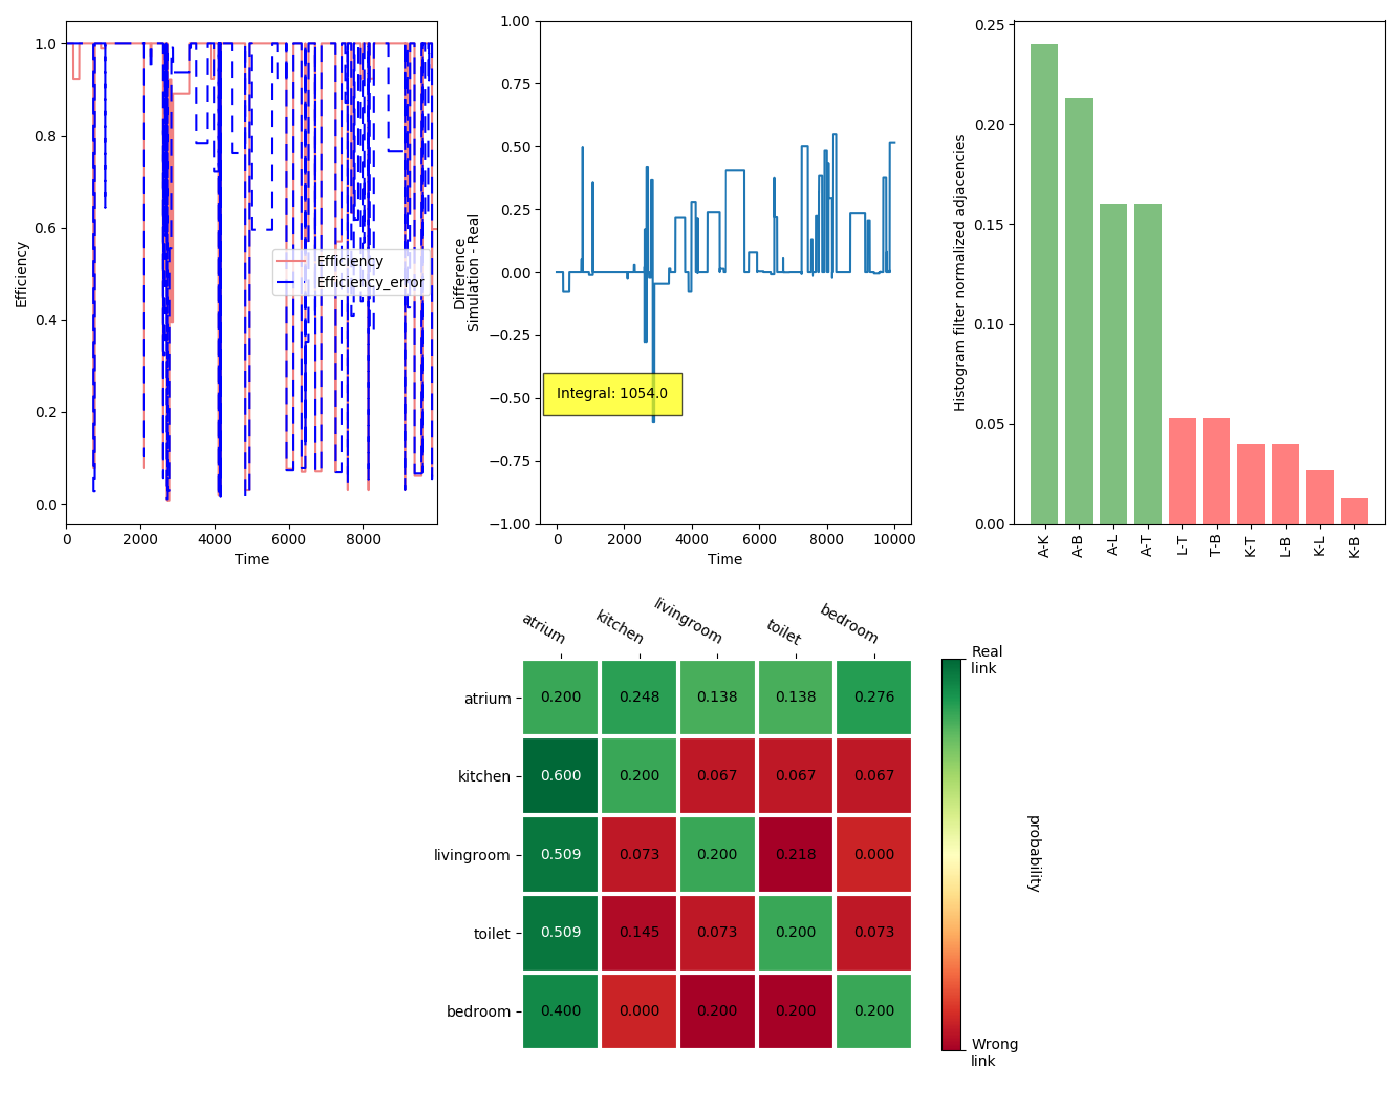 1.0
0.8
0.6
0.4
0.2
0.0
Efficiency
0 2000 4000 6000 8000
Time
Efficiency
Efficiency_error
1.00
0.75
0.50
0.25
0.00
−0.25
−0.50
−0.75
−1.00
Difference
Simulation - Real
Integral: 1054.0
0 2000 4000 6000 8000 10000
Time
0.25
0.20
0.15
0.10
0.05
0.00
Histogram filter normalized adjacencies
A-K A-B A-L A-T L-T T-B K-T L-B K-L K-B
atrium kitchen livingroom toilet bedroom
atrium 0.200 0.248 0.138 0.138 0.276
kitchen 0.600 0.200 0.067 0.067 0.067
livingroom 0.509 0.073 0.200 0.218 0.000
toilet 0.509 0.145 0.073 0.200 0.073
bedroom 0.400 0.000 0.200 0.200 0.200
Real
link
probability
Wrong
link